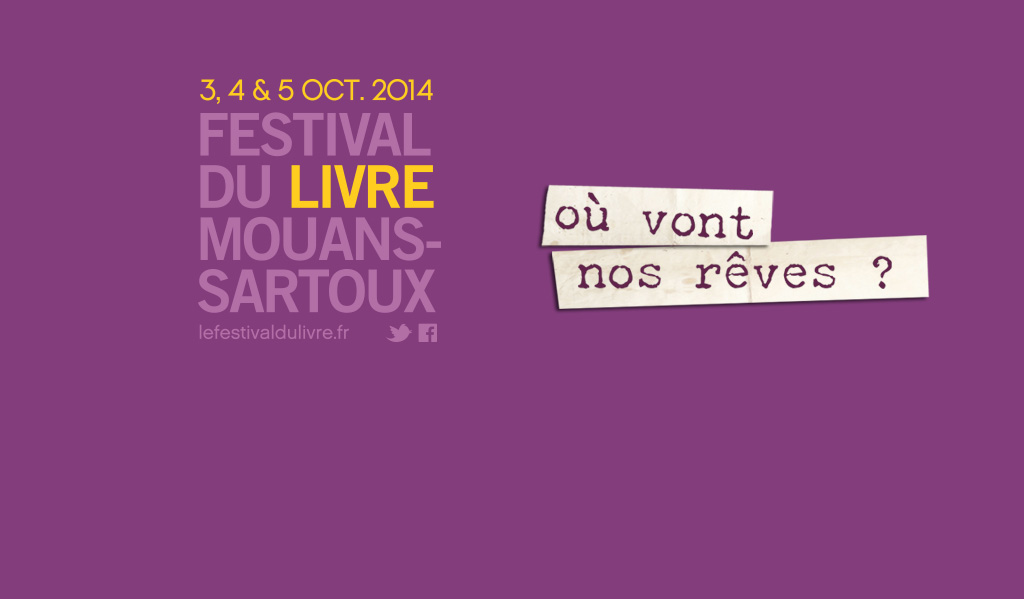 3, 4 & 5 OCT. 2014
FESTIVAL
DU LIVRE
MOUANS-
SARTOUX
lefestivaldulivre.fr
où vont
nos rêves ?